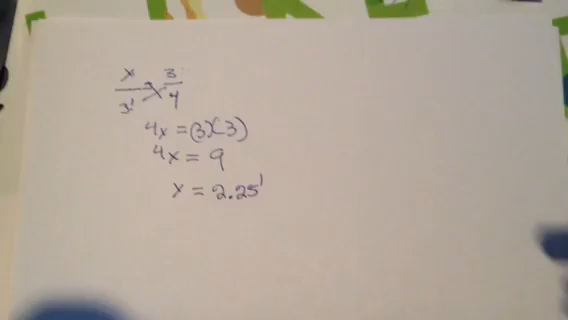 x/3' = 3/4
4x = (3)(3)
4x = 9
x = 2.25'